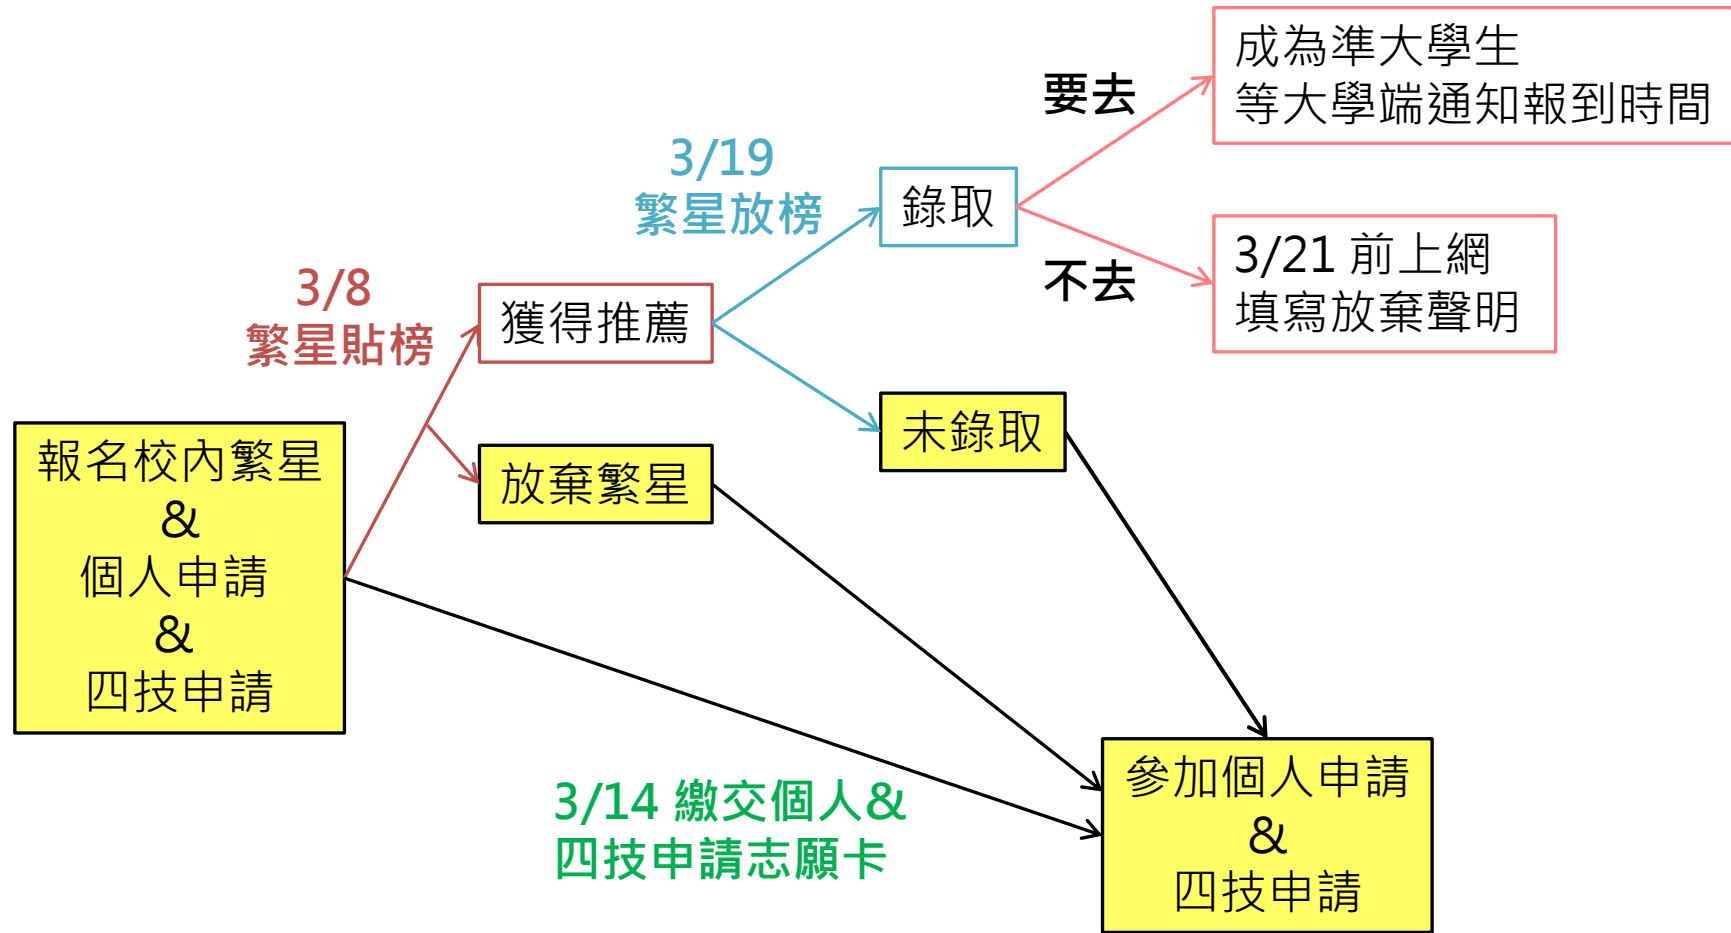 成為準大學生
等大學端通知報到時間
要去
3/19
繁星放榜
錄取
3/21 前上網
填寫放棄聲明
不去
3/8
繁星貼榜
獲得推薦
未錄取
放棄繁星
報名校內繁星
&
個人申請
&
四技申請
3/14 繳交個人&
四技申請志願卡
參加個人申請
&
四技申請